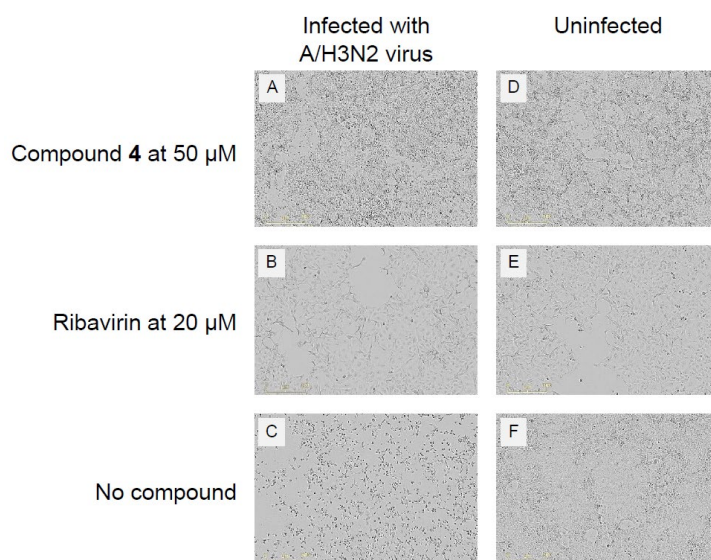 Infected with
A/H3N2 virus
Uninfected
Compound 4 at 50 µM
A
D
Ribavirin at 20 µM
B
E
No compound
C
F